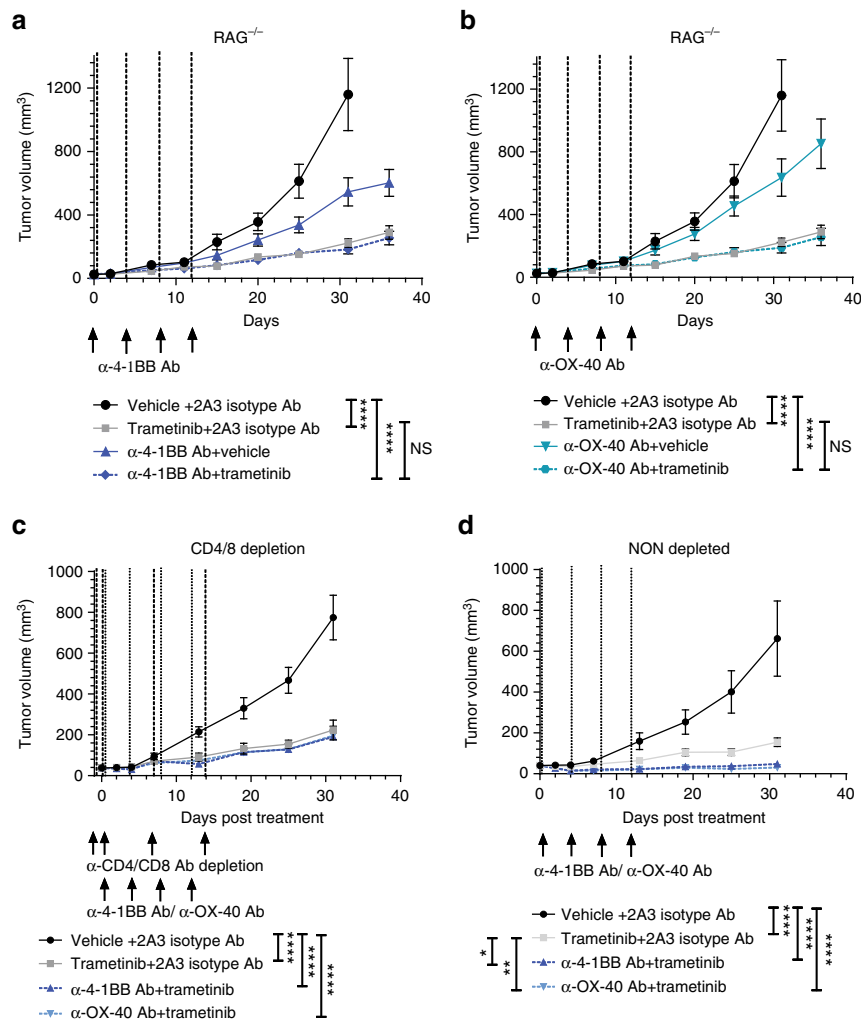 a
RAG–/–
Tumor volume (mm3)
1200
800
400
0
0 10 20 30 40
Days
α-4-1BB Ab
Vehicle +2A3 isotype Ab
Trametinib+2A3 isotype Ab
α-4-1BB Ab+vehicle
α-4-1BB Ab+trametinib
****
****
NS
b
RAG–/–
Tumor volume (mm3)
1200
800
400
0
0 10 20 30 40
Days
α-OX-40 Ab
Vehicle +2A3 isotype Ab
Trametinib+2A3 isotype Ab
α-OX-40 Ab+vehicle
α-OX-40 Ab+trametinib
****
****
NS
c
CD4/8 depletion
Tumor volume (mm3)
1000
800
600
400
200
0
0 10 20 30 40
Days post treatment
α-CD4/CD8 Ab depletion
α-4-1BB Ab/ α-OX-40 Ab
Vehicle +2A3 isotype Ab
Trametinib+2A3 isotype Ab
α-4-1BB Ab+trametinib
α-OX-40 Ab+trametinib
****
****
****
d
NON depleted
Tumor volume (mm3)
1000
800
600
400
200
0
0 10 20 30 40
Days post treatment
α-4-1BB Ab/ α-OX-40 Ab
*
**
Vehicle +2A3 isotype Ab
Trametinib+2A3 isotype Ab
α-4-1BB Ab+trametinib
α-OX-40 Ab+trametinib
****
****
****